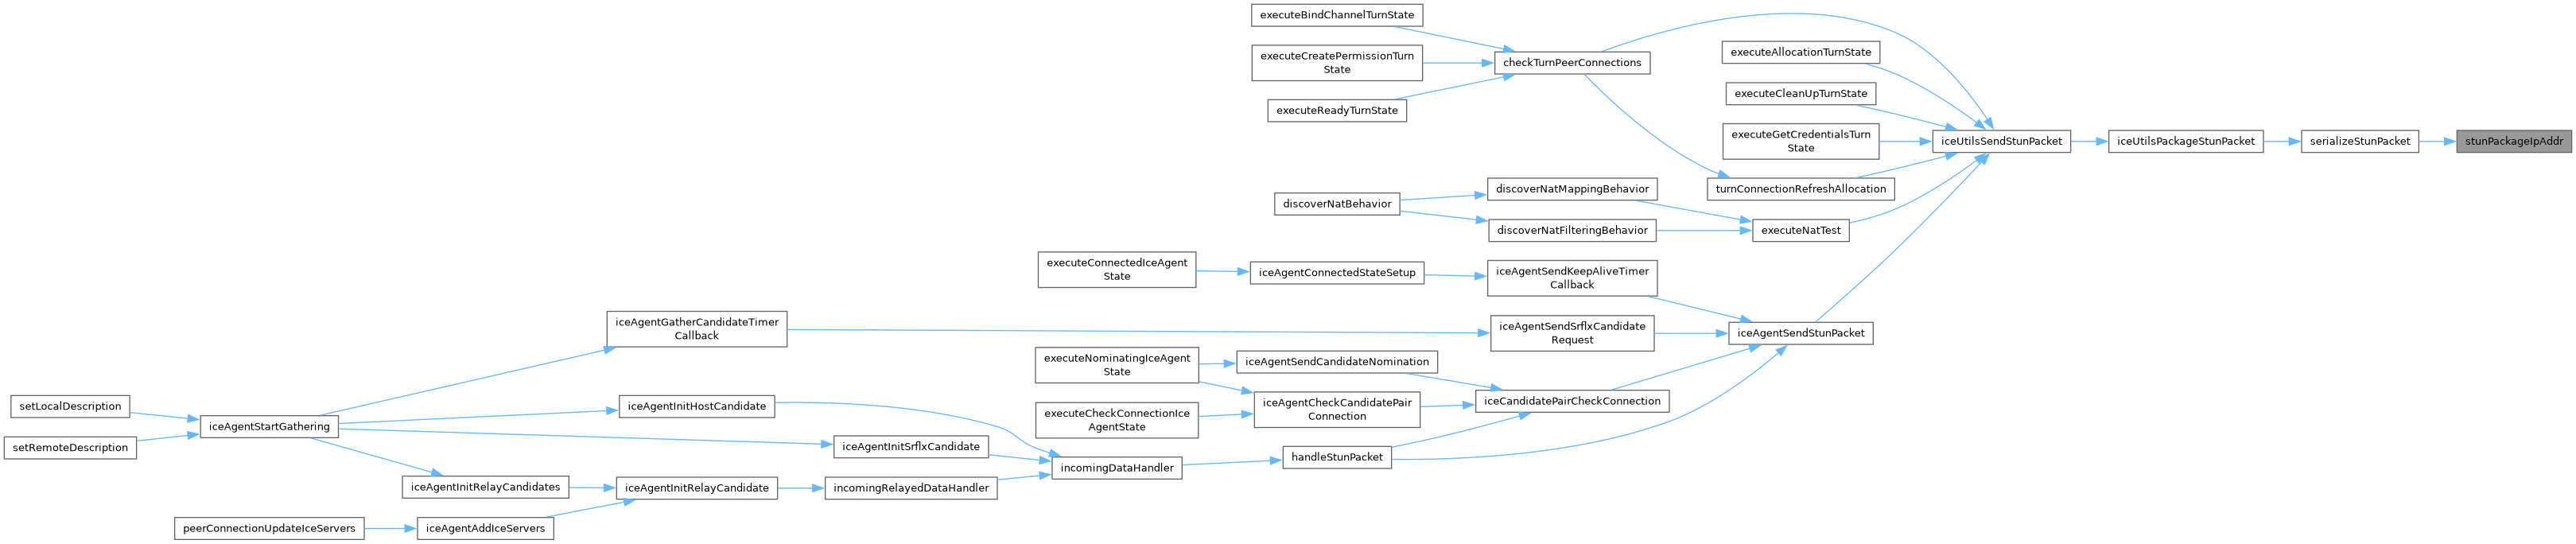 executeBindChannelTurnState
executeCreatePermissionTurn
State
executeReadyTurnState
checkTurnPeerConnections
executeAllocationTurnState
executeCleanUpTurnState
executeGetCredentialsTurn
State
turnConnectionRefreshAllocation
iceUtilsSendStunPacket
iceUtilsPackageStunPacket
serializeStunPacket
stunPackageIpAddr
discoverNatBehavior
discoverNatMappingBehavior
discoverNatFilteringBehavior
executeNatTest
executeConnectedIceAgent
State
iceAgentConnectedStateSetup
iceAgentSendKeepAliveTimer
Callback
iceAgentGatherCandidateTimer
Callback
iceAgentSendSrflxCandidate
Request
iceAgentSendStunPacket
executeNominatingIceAgent
State
iceAgentSendCandidateNomination
executeCheckConnectionIce
AgentState
iceAgentCheckCandidatePair
Connection
iceCandidatePairCheckConnection
setLocalDescription
setRemoteDescription
iceAgentStartGathering
iceAgentInitHostCandidate
iceAgentInitSrflxCandidate
incomingDataHandler
handleStunPacket
iceAgentInitRelayCandidates
iceAgentInitRelayCandidate
incomingRelayedDataHandler
peerConnectionUpdateIceServers
iceAgentAddIceServers